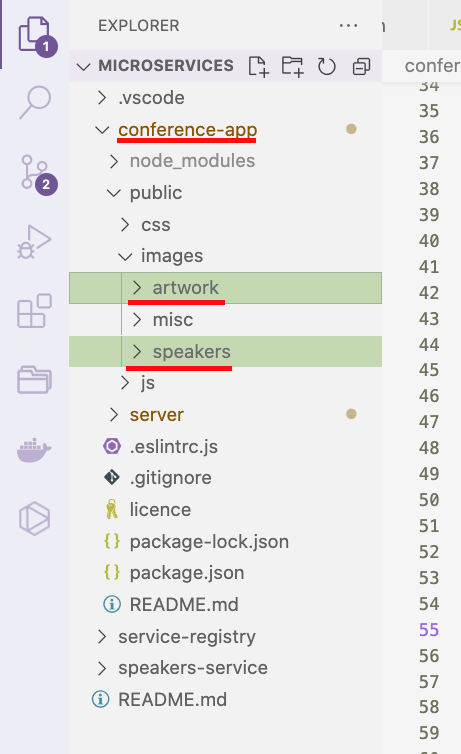 EXPLORER
MICROSERVICES
.vscode
conference-app
node_modules
public
css
images
artwork
misc
speakers
js
server
.eslintrc.js
.gitignore
licence
package-lock.json
package.json
README.md
service-registry
speakers-service
README.md
1
2
JS
confer
34
35
36
37
38
39
40
41
42
43
44
45
46
47
48
49
50
51
52
53
54
55
56
57
58
59